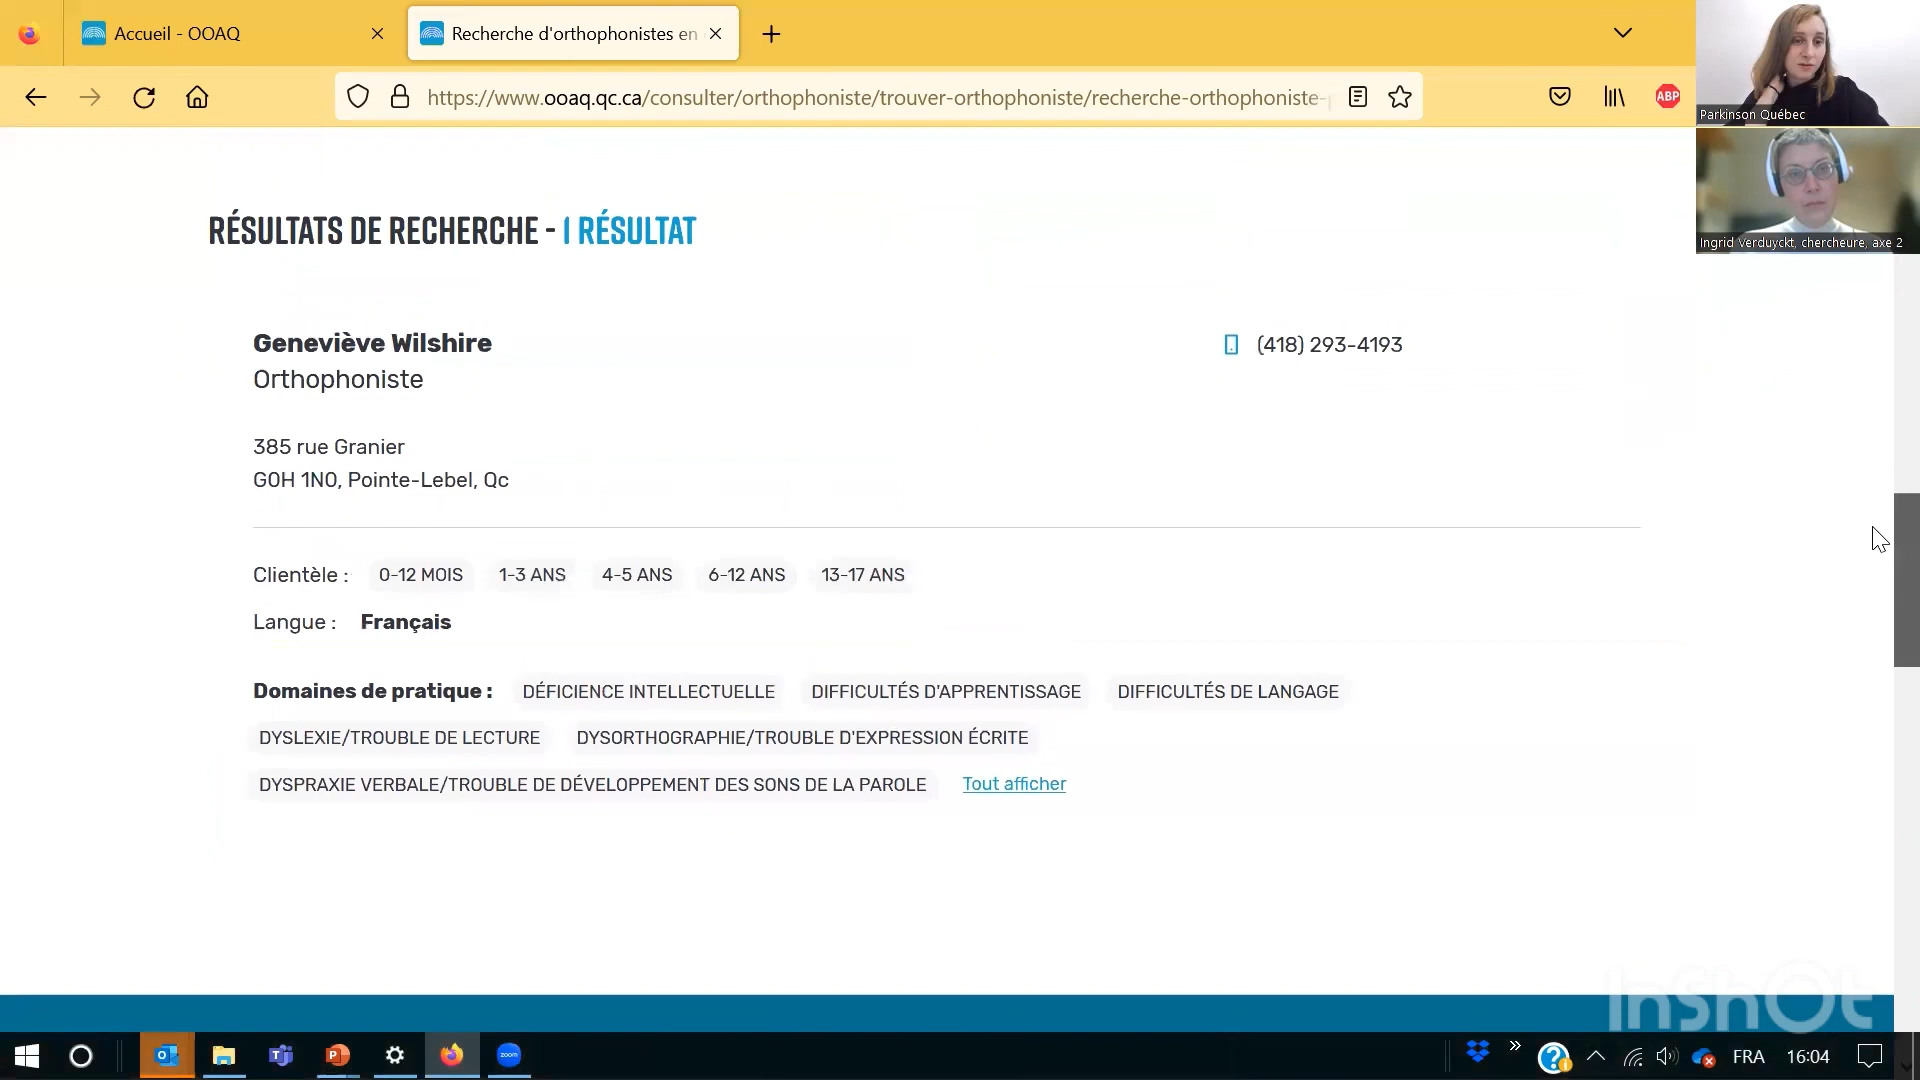 Accueil - OOAQ
Recherche d'orthophonistes en
https://www.ooaq.qc.ca/consulter/orthophoniste/trouver-orthophoniste/recherche-orthophoniste-
ABP
Parkinson Québec
Ingrid Verduyckt, chercheure, axe 2
RÉSULTATS DE RECHERCHE - 1 RÉSULTAT
Geneviève Wilshire
(418) 293-4193
Orthophoniste
385 rue Granier
G0H 1N0, Pointe-Lebel, Qc
Clientèle : 0-12 MOIS 1-3 ANS 4-5 ANS 6-12 ANS 13-17 ANS
Langue : Français
Domaines de pratique : DÉFICIENCE INTELLECTUELLE DIFFICULTÉS D'APPRENTISSAGE DIFFICULTÉS DE LANGAGE
DYSLEXIE/TROUBLE DE LECTURE DYSORTHOGRAPHIE/TROUBLE D'EXPRESSION ÉCRITE
DYSPRAXIE VERBALE/TROUBLE DE DÉVELOPPEMENT DES SONS DE LA PAROLE Tout afficher
InShOt
zoom
FRA 16:04